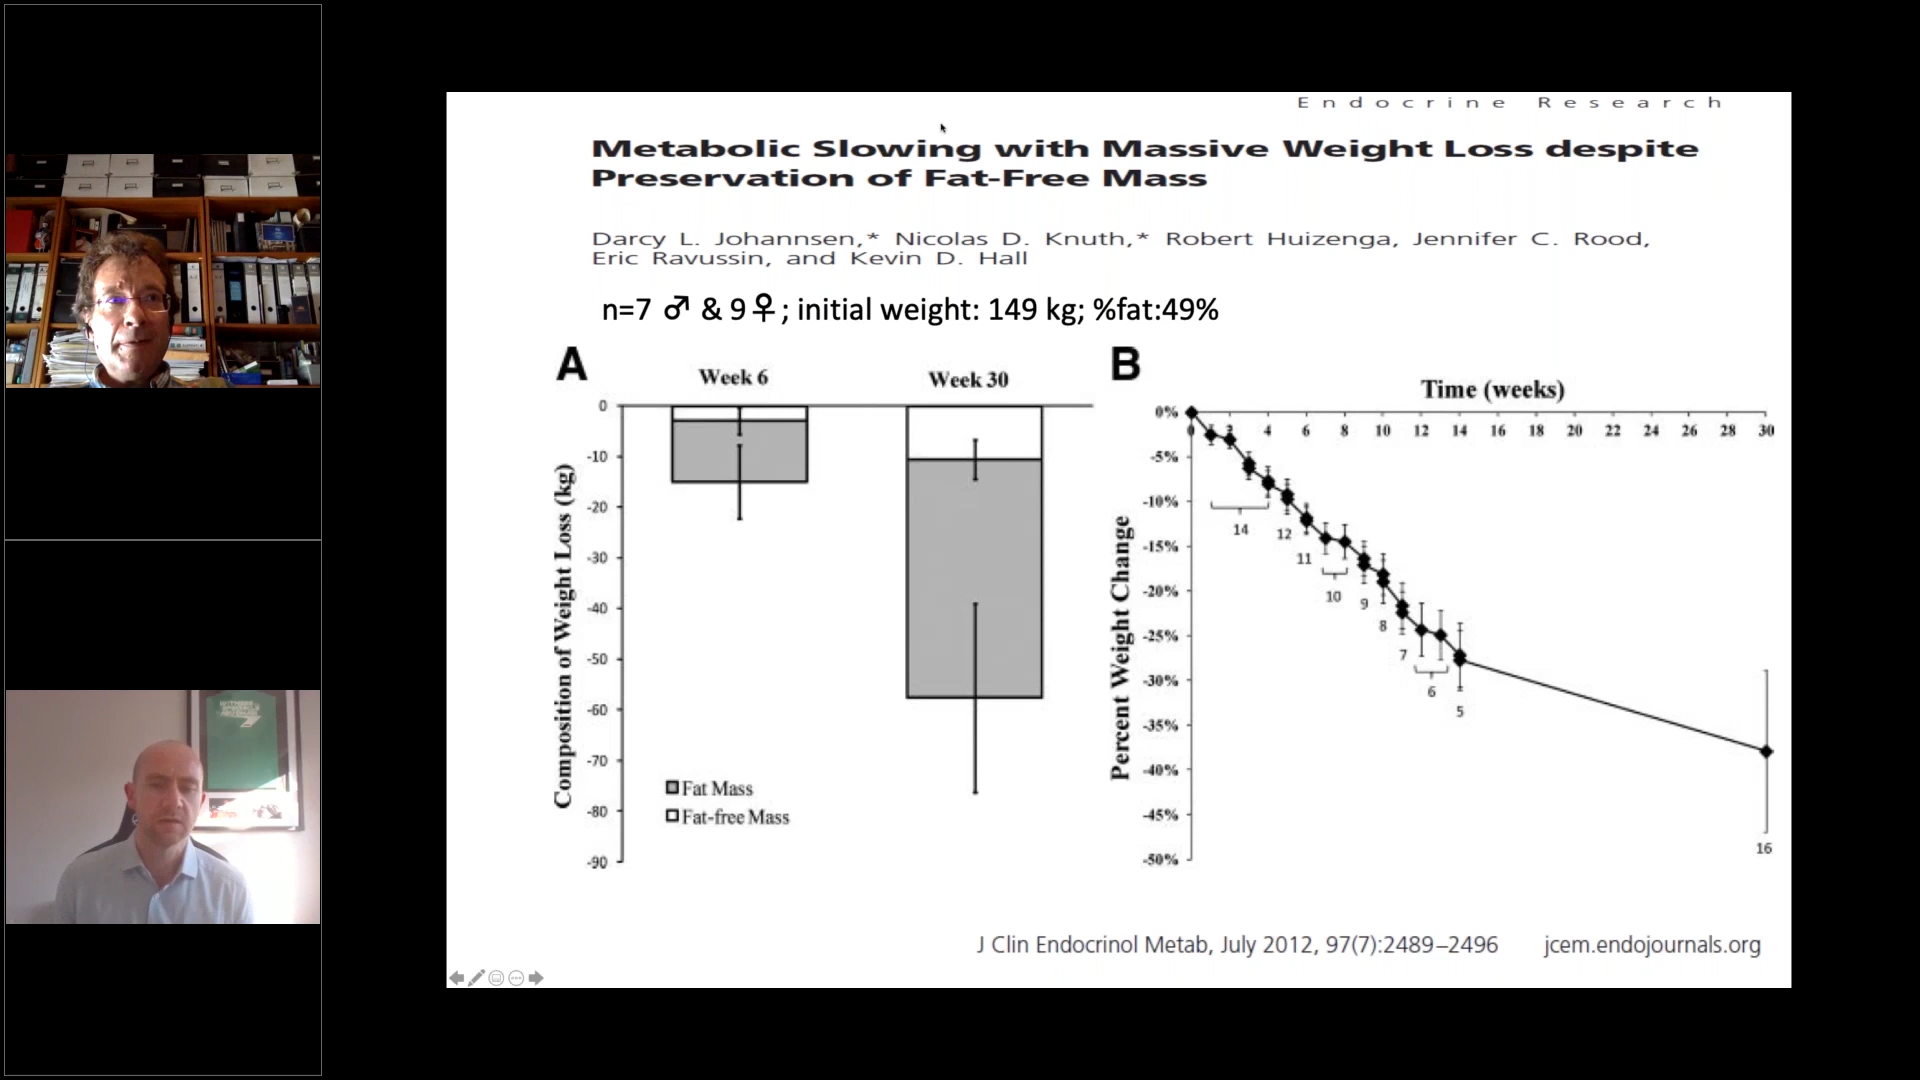 Endocrine Research
Metabolic Slowing with Massive Weight Loss despite
Preservation of Fat-Free Mass
Darcy L. Johannsen,* Nicolas D. Knuth,* Robert Huizenga, Jennifer C. Rood,
Eric Ravussin, and Kevin D. Hall
n=7 ♂ & 9♀; initial weight: 149 kg; %fat:49%
A
Week 6
Week 30
Composition of Weight Loss (kg)
0
-10
-20
-30
-40
-50
-60
-70
-80
-90
Fat Mass
Fat-free Mass
B
Time (weeks)
0 2 4 6 8 10 12 14 16 18 20 22 24 26 28 30
Percent Weight Change
0%
-5%
-10%
-15%
-20%
-25%
-30%
-35%
-40%
-45%
-50%
14
12
11
10
9
8
7
6
5
16
J Clin Endocrinol Metab, July 2012, 97(7):2489–2496 jcem.endojournals.org